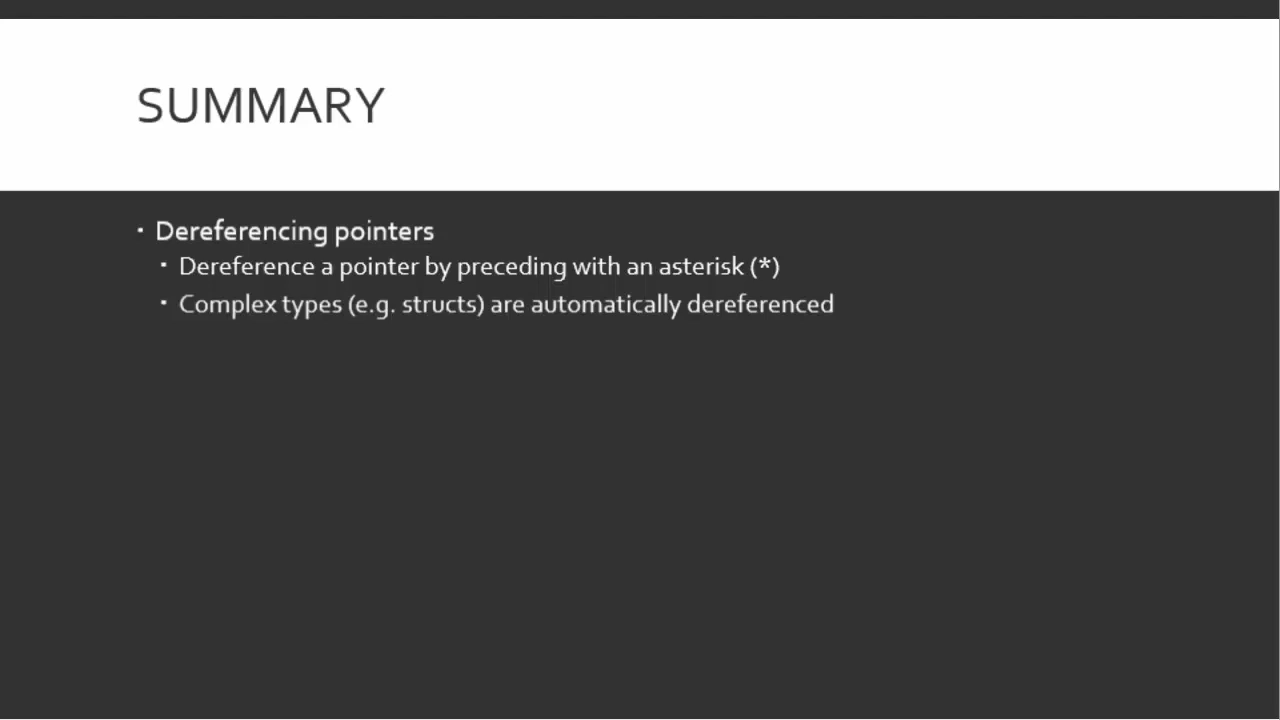 SUMMARY
▪ Dereferencing pointers
▪ Dereference a pointer by preceding with an asterisk (*)
▪ Complex types (e.g. structs) are automatically dereferenced